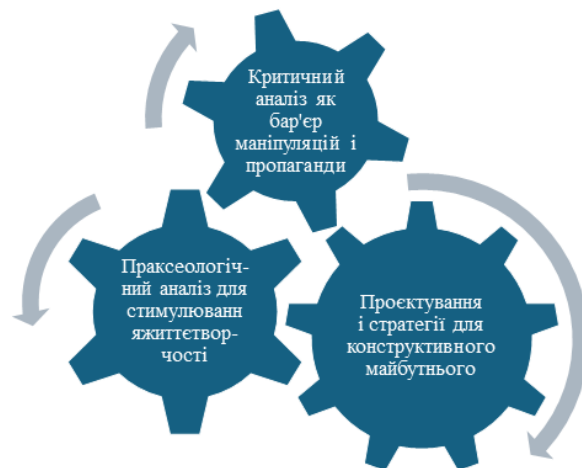 Критичний
аналіз як
бар'єр
маніпуляцій і
пропаганди
Праксеологіч-
ний аналіз для
стимулюванн
яжиттєтвор-
чості
Проєктування
і стратегії для
конструктивного
майбутнього